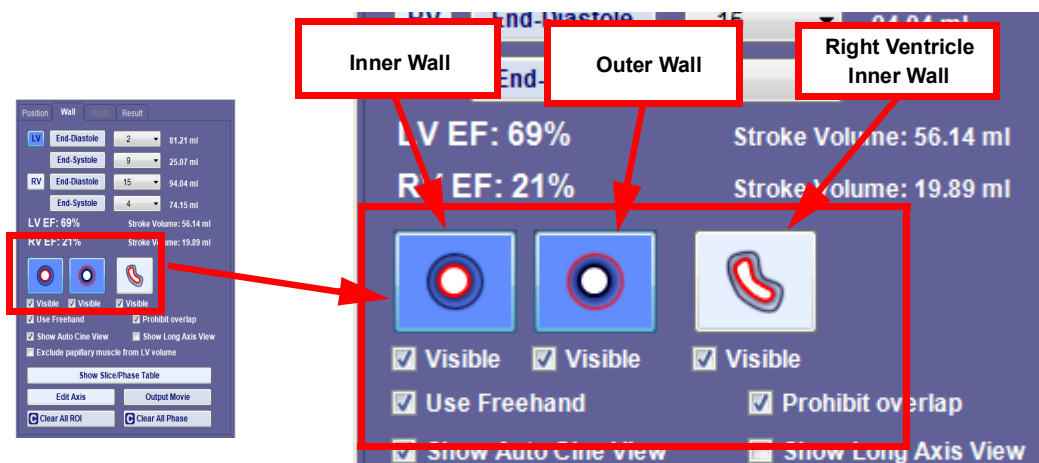 Position Wall Result
LV End-Diastole 2 81.21 ml
End-Systole 9 25.07 ml
RV End-Diastole 15 94.04 ml
End-Systole 4 74.15 ml
LV EF: 69% Stroke Volume: 56.14 ml
RV EF: 21% Stroke Volume: 19.89 ml
Visible Visible Visible
Use Freehand Prohibit overlap
Show Auto Cine View Show Long Axis View
Exclude papillary muscle from LV volume
Show Slice/Phase Table
Edit Axis Output Movie
C Clear All ROI C Clear All Phase
RV End-Diastole 15 94.04 ml
Inner Wall
Outer Wall
Right Ventricle
Inner Wall
End-
LV EF: 69% Stroke Volume: 56.14 ml
RV EF: 21% Stroke Volume: 19.89 ml
Visible Visible Visible
Use Freehand Prohibit overlap
Show Auto Cine View Show Long Axis View